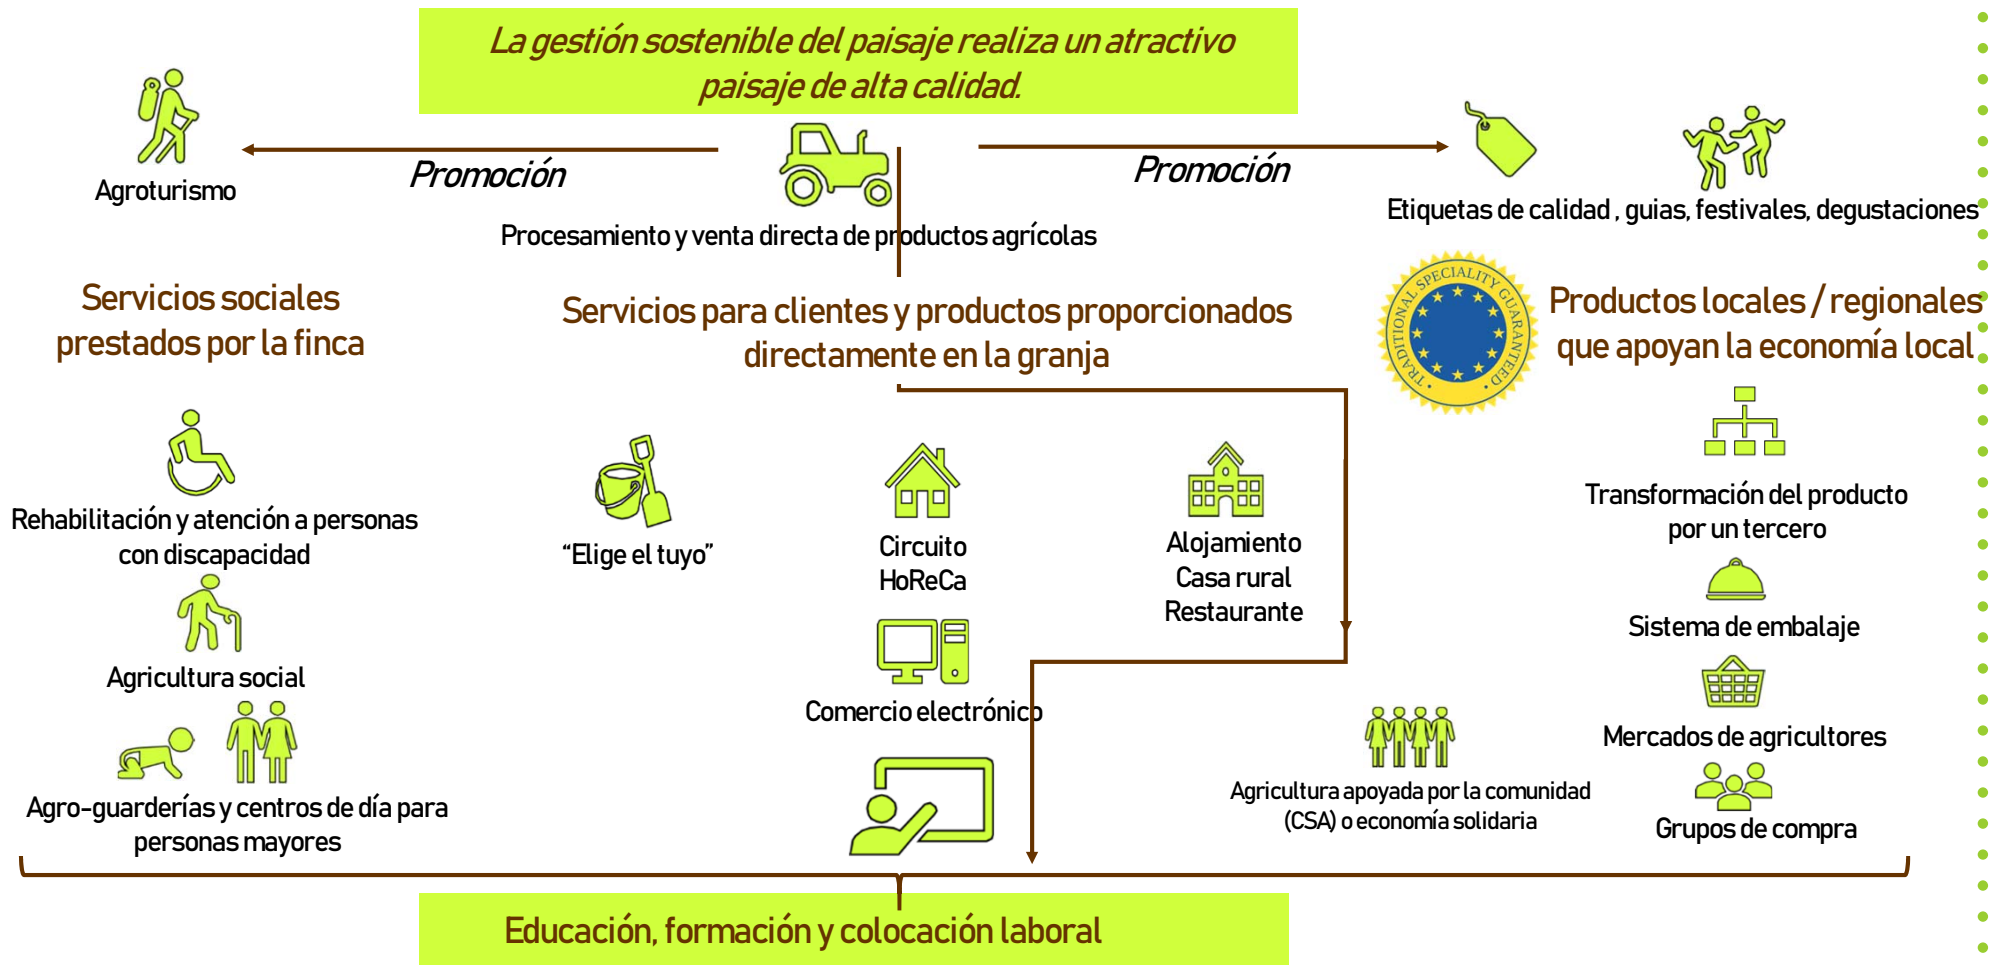 La gestión sostenible del paisaje realiza un atractivo
paisaje de alta calidad.
Agroturismo
Promoción
Promoción
Procesamiento y venta directa de productos agrícolas
Etiquetas de calidad , guias, festivales, degustaciones
Servicios sociales
prestados por la finca
Servicios para clientes y productos proporcionados
directamente en la granja
TRADITIONAL SPECIALITY GUARANTEED
Productos locales / regionales
que apoyan la economía local
Rehabilitación y atención a personas
con discapacidad
Agricultura social
Agro-guarderías y centros de día para
personas mayores
“Elige el tuyo”
Circuito
HoReCa
Comercio electrónico
Alojamiento
Casa rural
Restaurante
Agricultura apoyada por la comunidad
(CSA) o economía solidaria
Transformación del producto
por un tercero
Sistema de embalaje
Mercados de agricultores
Grupos de compra
Educación, formación y colocación laboral